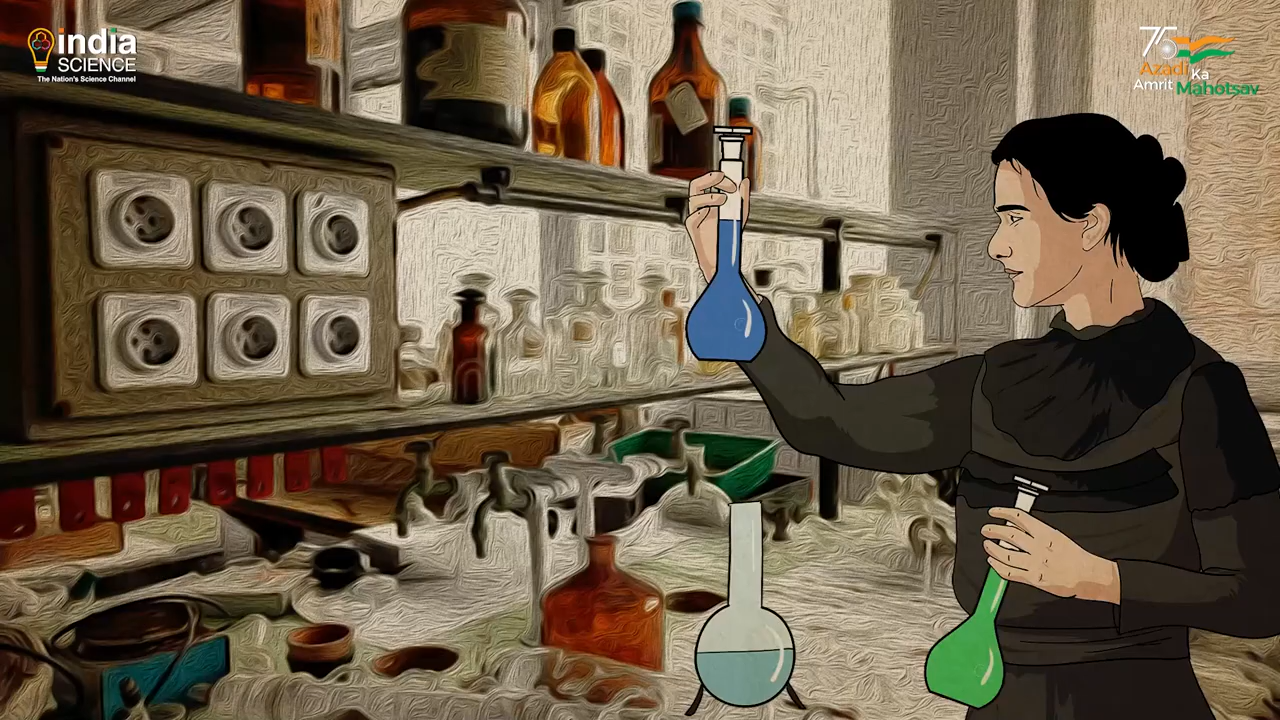 india
SCIENCE
The Nation's Science Channel
75
Azadi
Ka
Amrit Mahotsav